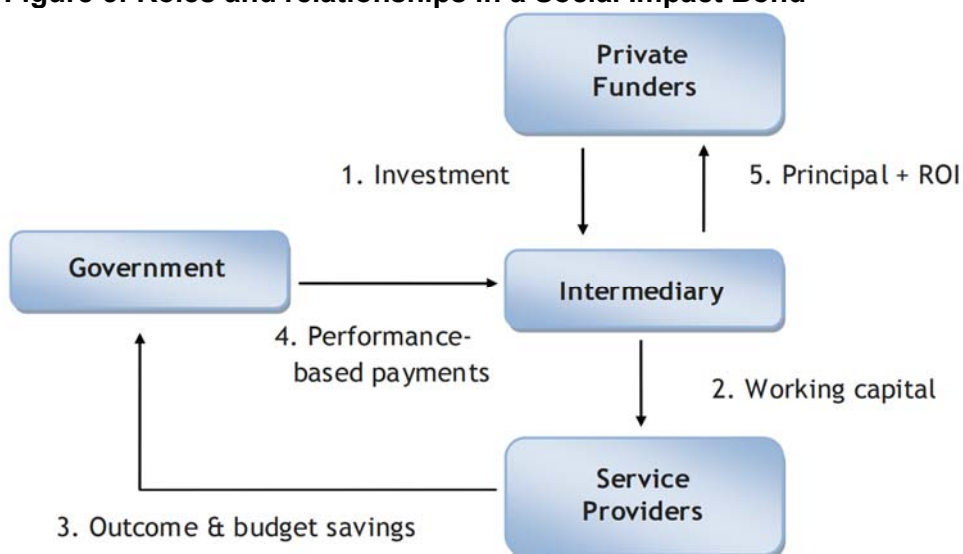 Private
Funders
1. Investment
5. Principal + ROI
Government
Intermediary
4. Performance-
based payments
2. Working capital
Service
Providers
3. Outcome & budget savings